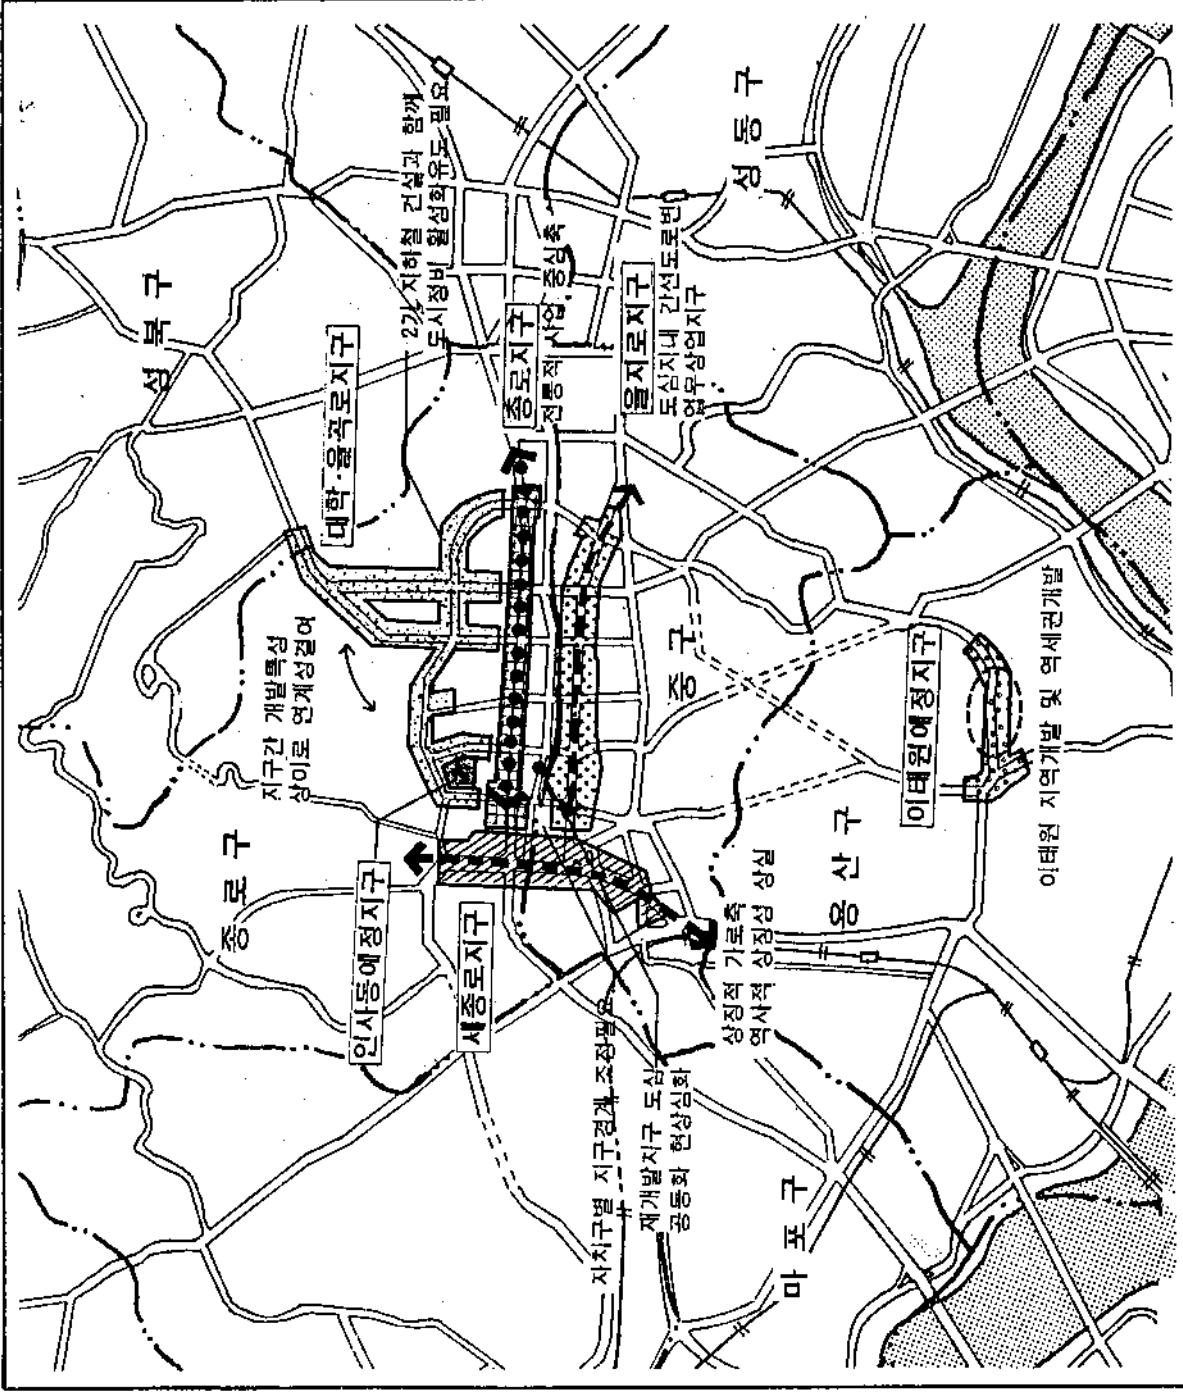 성 북 구
대학·율곡로지구
2기 지하철 건설과 함께
도시정비 활성화유도 필요
종로지구
전통적 상업 중심축
을지로지구
도심지내 간선도로변
업무상업지구
성 동 구
지구간 개발특성
상이로 연계성결여
종 로 구
인사동예정지구
세종로지구
중 구
이태원예정지구
이태원 지역개발 및 역세권개발
용 산 구
상징적 가로축
역사적 상징성 상실
자치구별 지구경계 조정필요
재개발지구 도심
공동화 현상심화
마 포 구